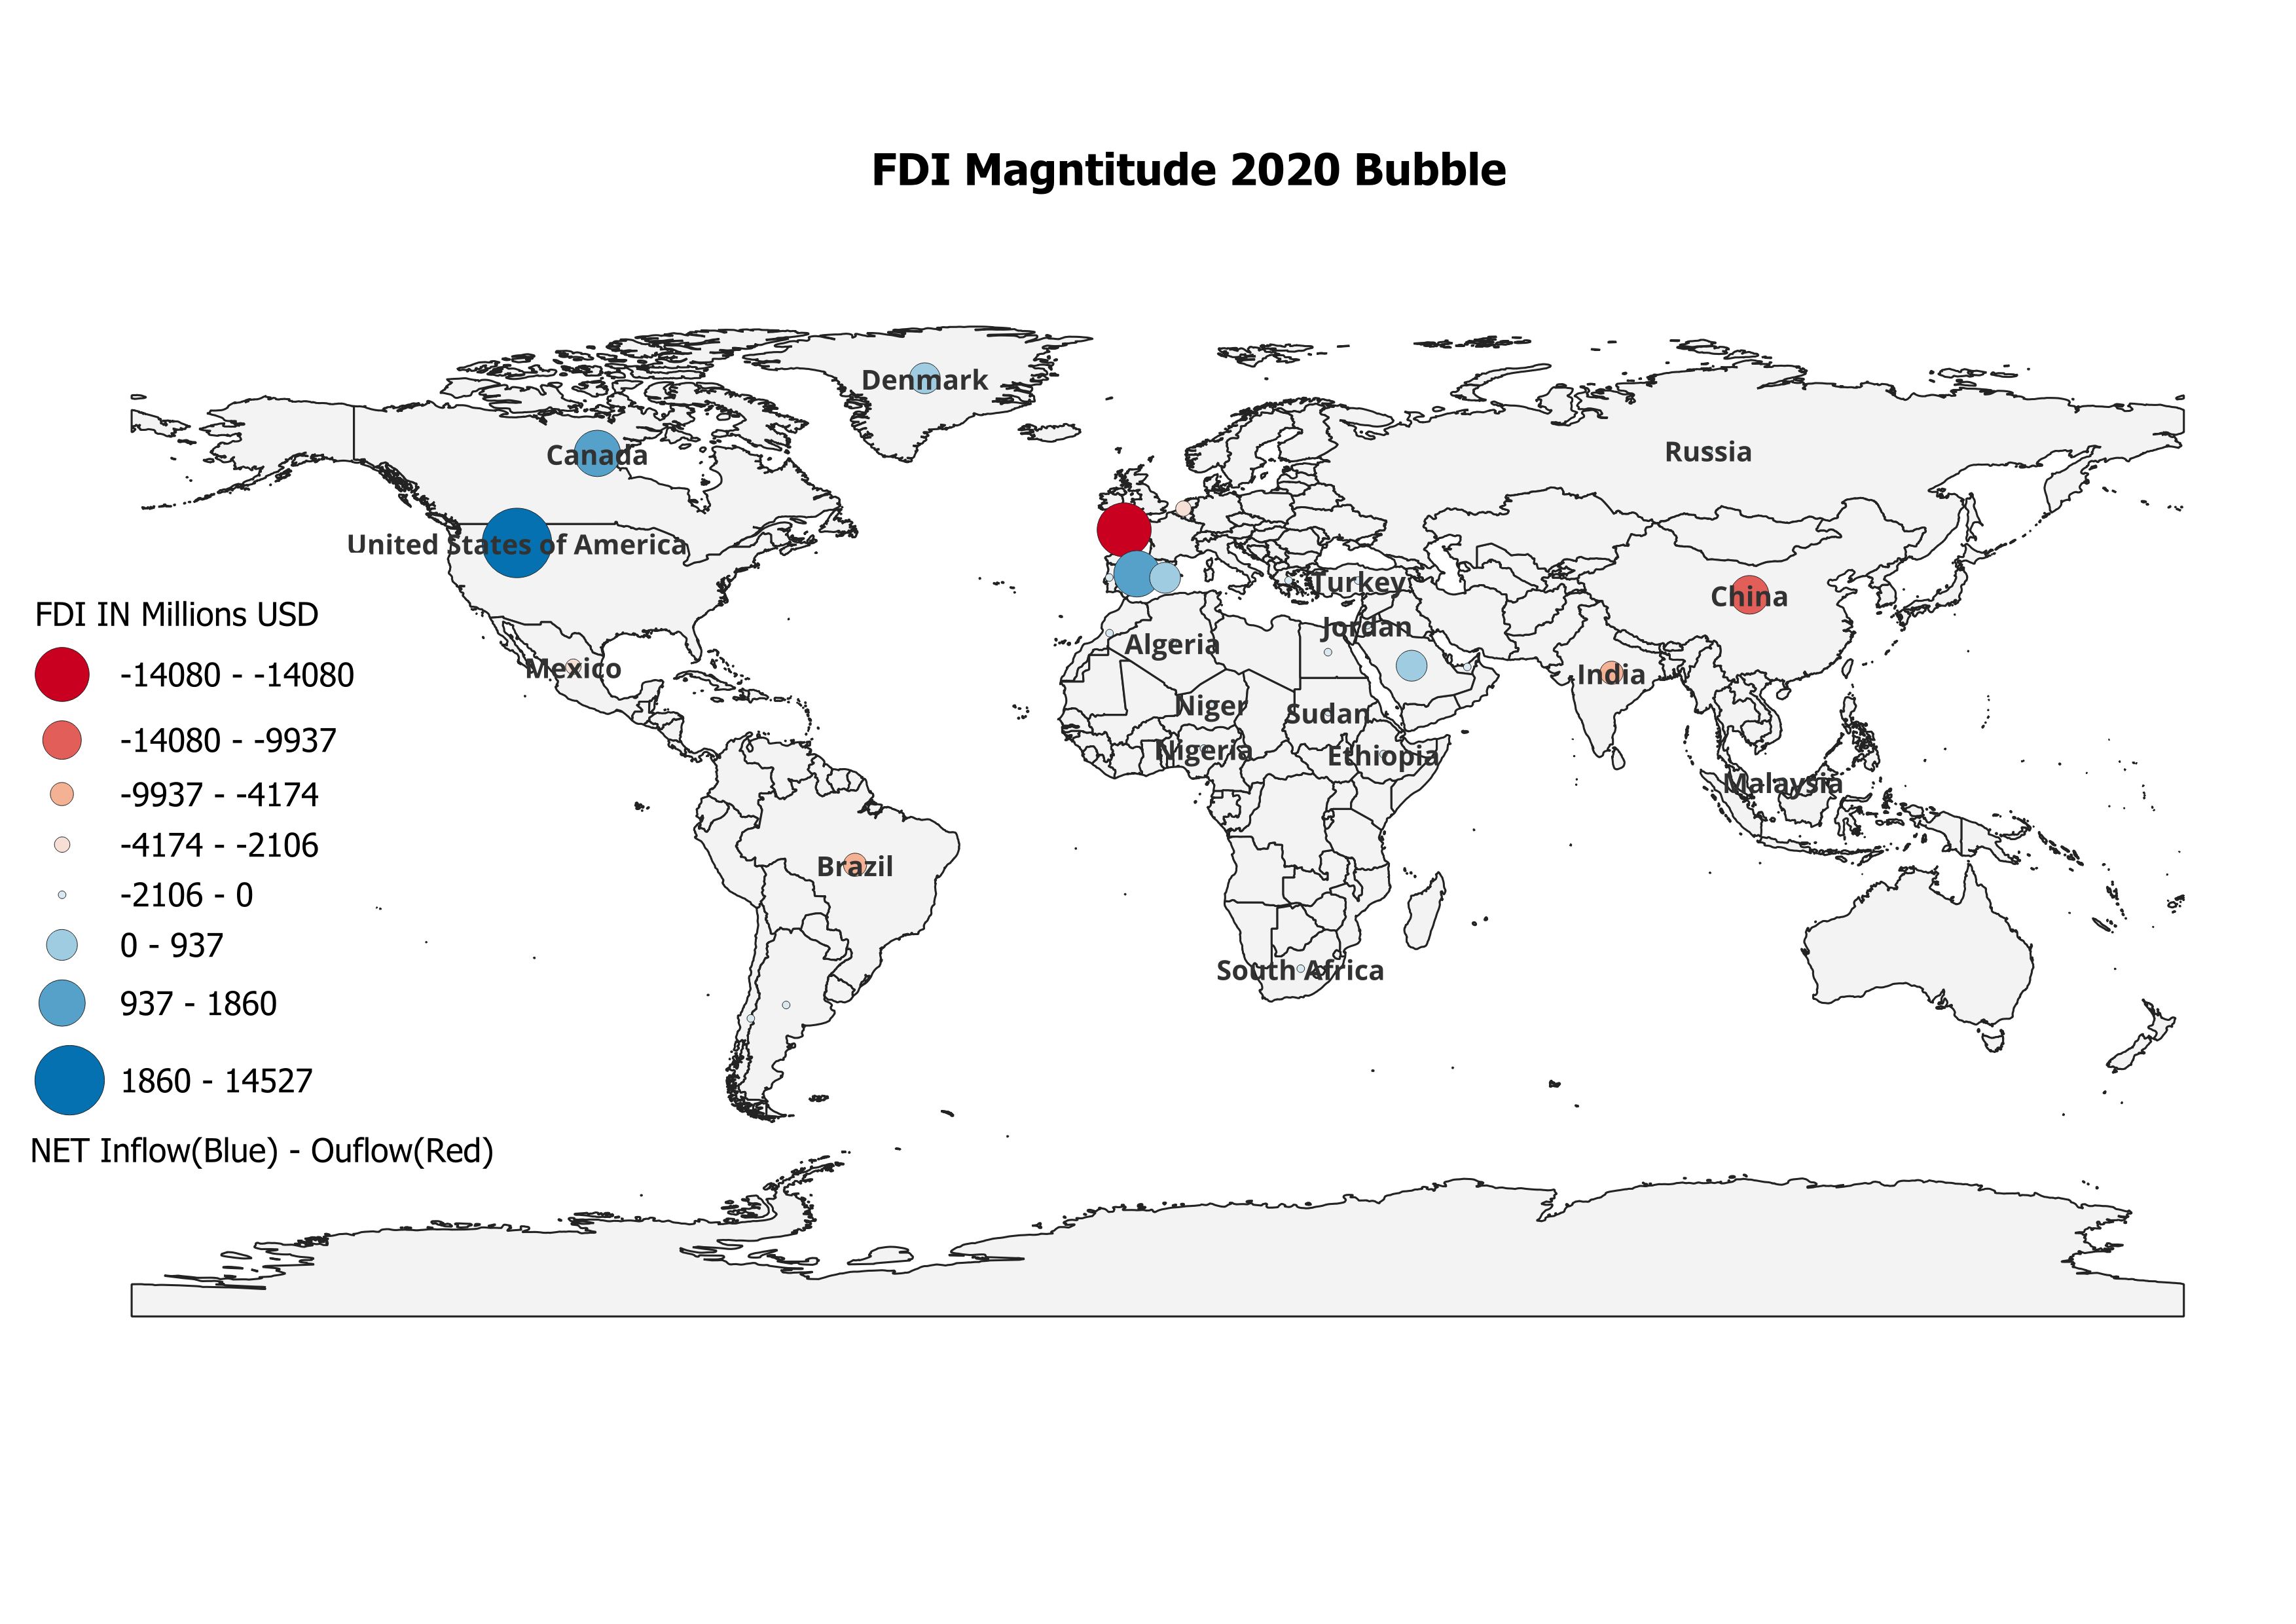 FDI Magntitude 2020 Bubble
Denmark
Canada
Russia
United States of America
Turkey
China
FDI IN Millions USD
Jordan
Algeria
Mexico
India
-14080 - -14080
Niger
Sudan
-14080 - -9937
Nigeria
Ethiopia
Malaysia
-9937 - -4174
-4174 - -2106
Brazil
-2106 - 0
0 - 937
South Africa
937 - 1860
1860 - 14527
NET Inflow(Blue) - Ouflow(Red)